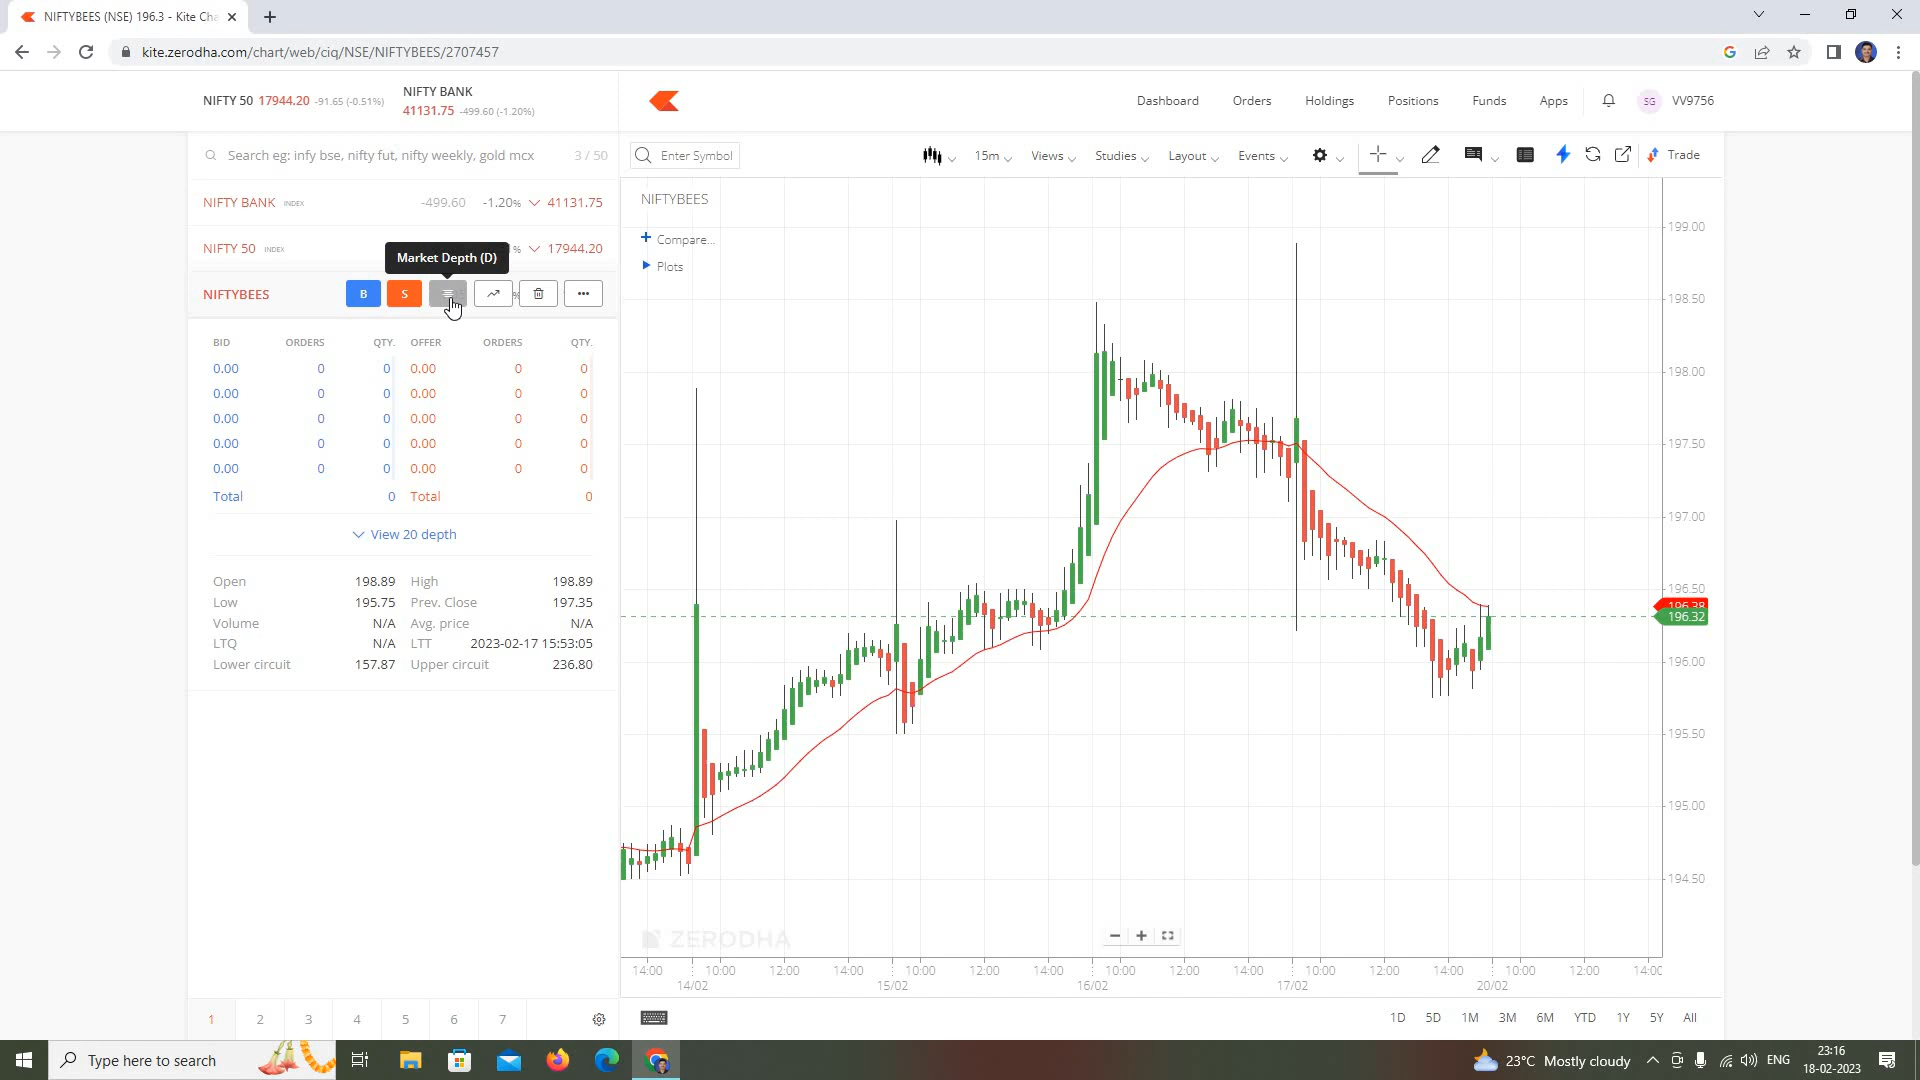 NIFTYBEES (NSE) 196.3 - Kite Cha
kite.zerodha.com/chart/web/ciq/NSE/NIFTYBEES/2707457
NIFTY 50 17944.20 -91.65 (-0.51%)
NIFTY BANK
41131.75 -499.60 (-1.20%)
Dashboard Orders Holdings Positions Funds Apps SG VV9756
Search eg: infy bse, nifty fut, nifty weekly, gold mcx 3 / 50
Enter Symbol 15m Views Studies Layout Events Trade
NIFTY BANK INDEX -499.60 -1.20% 41131.75
NIFTY 50 INDEX % 17944.20
Market Depth (D)
NIFTYBEES B S
NIFTYBEES
Compare...
Plots
BID ORDERS QTY. OFFER ORDERS QTY.
0.00 0 0 0.00 0 0
0.00 0 0 0.00 0 0
0.00 0 0 0.00 0 0
0.00 0 0 0.00 0 0
0.00 0 0 0.00 0 0
Total 0 Total 0
View 20 depth
Open 198.89 High 198.89
Low 195.75 Prev. Close 197.35
Volume N/A Avg. price N/A
LTQ N/A LTT 2023-02-17 15:53:05
Lower circuit 157.87 Upper circuit 236.80
199.00
198.50
198.00
197.50
197.00
196.50
196.38
196.32
196.00
195.50
195.00
194.50
ZERODHA
14:00 10:00 12:00 14:00 10:00 12:00 14:00 10:00 12:00 14:00 10:00 12:00 14:00 10:00 12:00 14:00
14/02 15/02 16/02 17/02 20/02
1 2 3 4 5 6 7
1D 5D 1M 3M 6M YTD 1Y 5Y All
Type here to search
23°C Mostly cloudy
ENG
23:16
18-02-2023